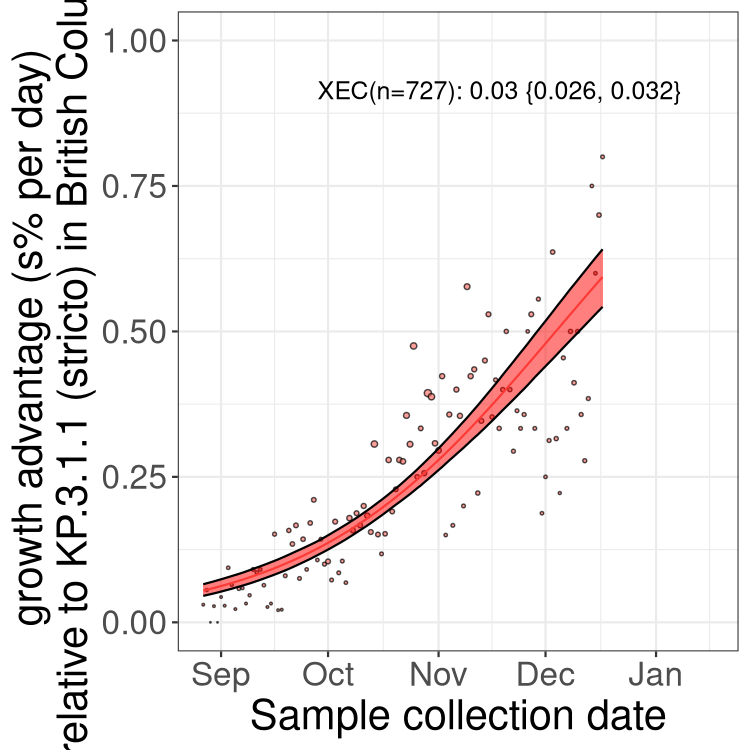 growth advantage (s% per day)
relative to KP.3.1.1 (stricto) in British Colu
1.00
0.75
0.50
0.25
0.00
XEC(n=727): 0.03 {0.026, 0.032}
Sep Oct Nov Dec Jan
Sample collection date